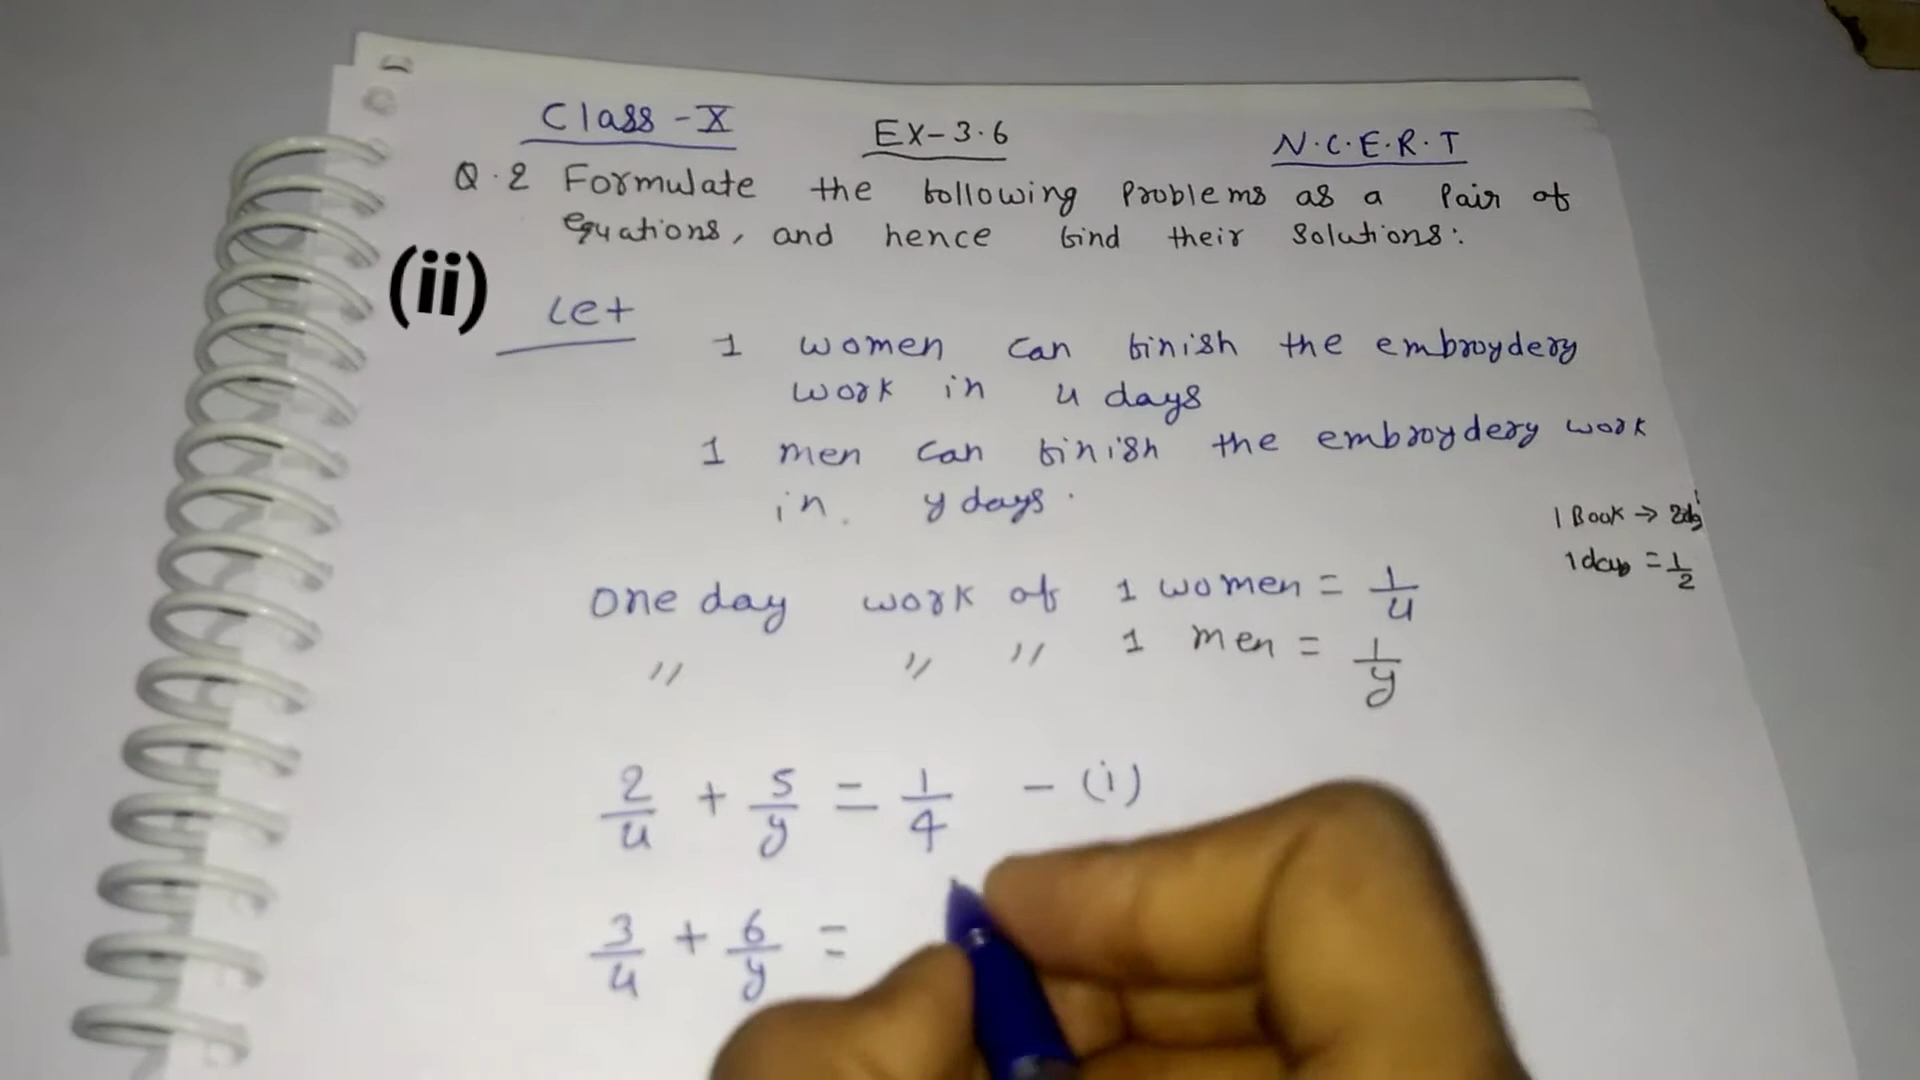 Class - X
EX-3.6
N.C.E.R.T
Q.2 Formulate the following Problems as a Pair of
equations, and hence find their Solutions:
(ii)
Let
1 women can finish the embroydery
work in u days
1 men can finish the embroydery work
in. y days.
1 Book →
1 day = 1/2
one day work of 1 women = 1/u
" " " 1 men = 1/y
2/u + 5/y = 1/4 - (i)
3/u + 6/y =